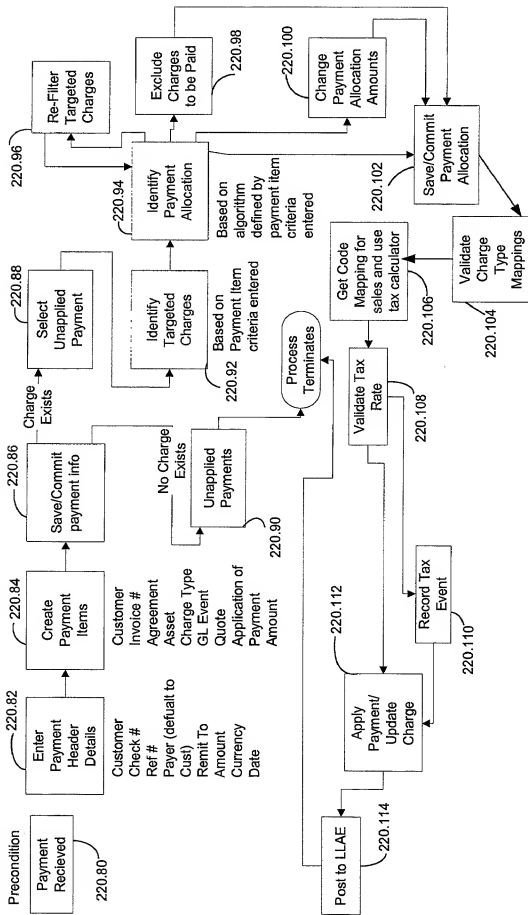 Precondition
Payment
Recieved
220.80
220.82
Enter
Payment
Header
Details
Customer
Check #
Ref #
Payer (defualt to
Cust)
Remit To
Amount
Currency
Date
220.84
Create
Payment
Items
Customer
Invoice #
Agreement
Asset
Charge Type
GL Event
Quote
Application of
Payment
Amount
220.86
Save/Commit
payment info
Charge
Exists
No Charge
Exists
220.88
Select
Unapplied
Payment
Unapplied
Payments
220.90
Process
Terminates
Identify
Targeted
Charges
220.92
Based on
Payment Item
criteria entered
220.94
Identify
Payment
Allocation
Based on
algorithm
defined by
payment item
criteria
entered
220.96
Re-Filter
Targeted
Charges
Exclude
Charges
to be Paid
220.98
220.100
Change
Payment
Allocation
Amounts
220.102
Save/Commit
Payment
Allocation
Validate
Charge
Type
Mappings
220.104
Get Code
Mapping for
sales and use
tax calculator
220.106
Validate Tax
Rate
220.108
Record Tax
Event
220.110
220.112
Apply
Payment/
Update
Charge
Post to LLAE
220.114